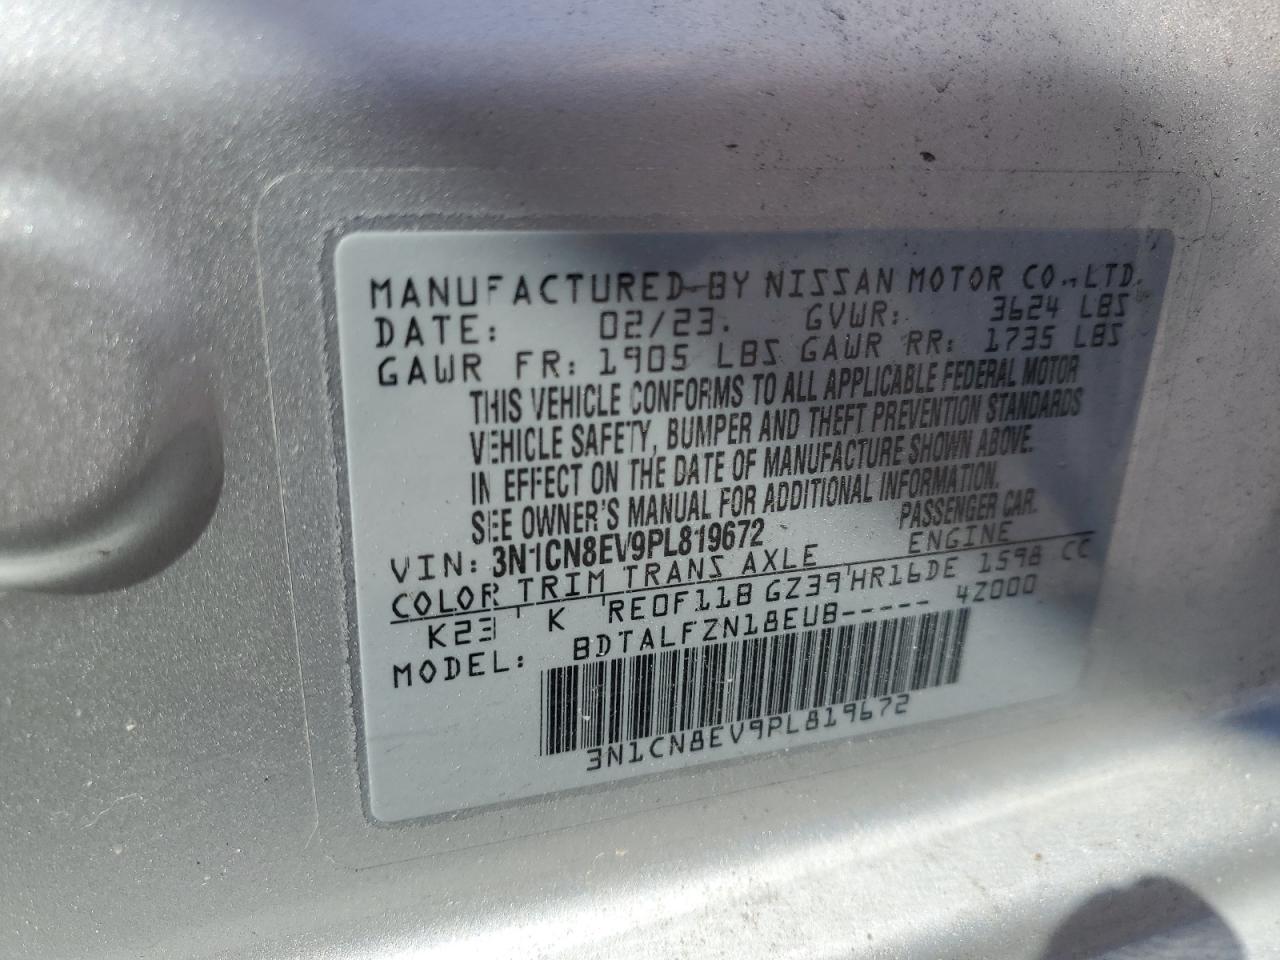 MANUFACTURED BY NISSAN MOTOR CO.,LTD.
DATE: 02/23. GVWR: 3624 LBS
GAWR FR: 1905 LBS GAWR RR: 1735 LBS
THIS VEHICLE CONFORMS TO ALL APPLICABLE FEDERAL MOTOR
VEHICLE SAFETY, BUMPER AND THEFT PREVENTION STANDARDS
IN EFFECT ON THE DATE OF MANUFACTURE SHOWN ABOVE.
SEE OWNER'S MANUAL FOR ADDITIONAL INFORMATION.
VIN: 3N1CN8EV9PL819672 PASSENGER CAR.
COLOR TRIM TRANS AXLE ENGINE
K23 K RE0F11B GZ39 HR16DE 1598 CC
MODEL: BDTALFZN18EUB----- 4Z000
3N1CN8EV9PL819672